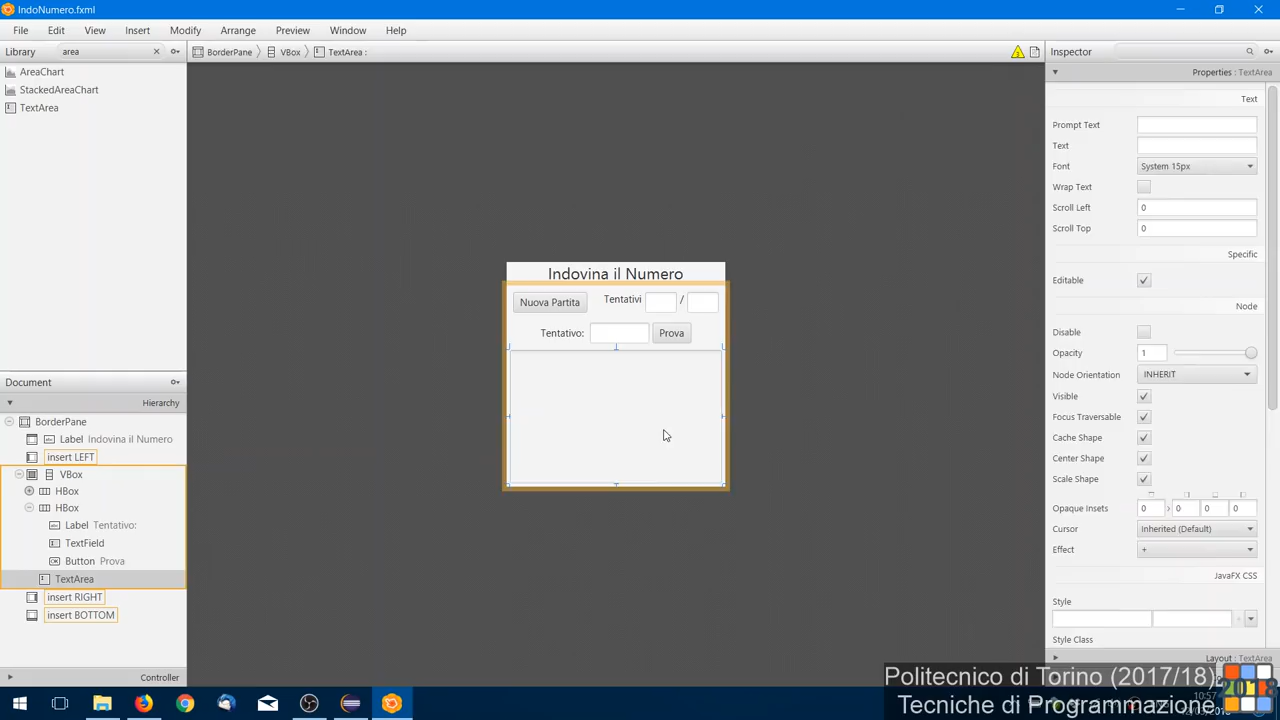 IndoNumero.fxml
File Edit View Insert Modify Arrange Preview Window Help
Library area
BorderPane VBox TextArea :
Inspector
AreaChart
StackedAreaChart
TextArea
Properties : TextArea
Text
Prompt Text
Text
Font System 15px
Wrap Text
Scroll Left 0
Scroll Top 0
Specific
Editable
Node
Disable
Opacity 1
Node Orientation INHERIT
Visible
Focus Traversable
Cache Shape
Center Shape
Scale Shape
Opaque Insets 0 0 0 0
Cursor Inherited (Default)
Effect +
JavaFX CSS
Style
Style Class
Layout : TextArea
Indovina il Numero
Nuova Partita Tentativi /
Tentativo: Prova
Document
Hierarchy
BorderPane
Label Indovina il Numero
insert LEFT
VBox
HBox
HBox
Label Tentativo:
TextField
Button Prova
TextArea
insert RIGHT
insert BOTTOM
Controller
Politecnico di Torino (2017/18)
Tecniche di Programmazione
2018
10:57